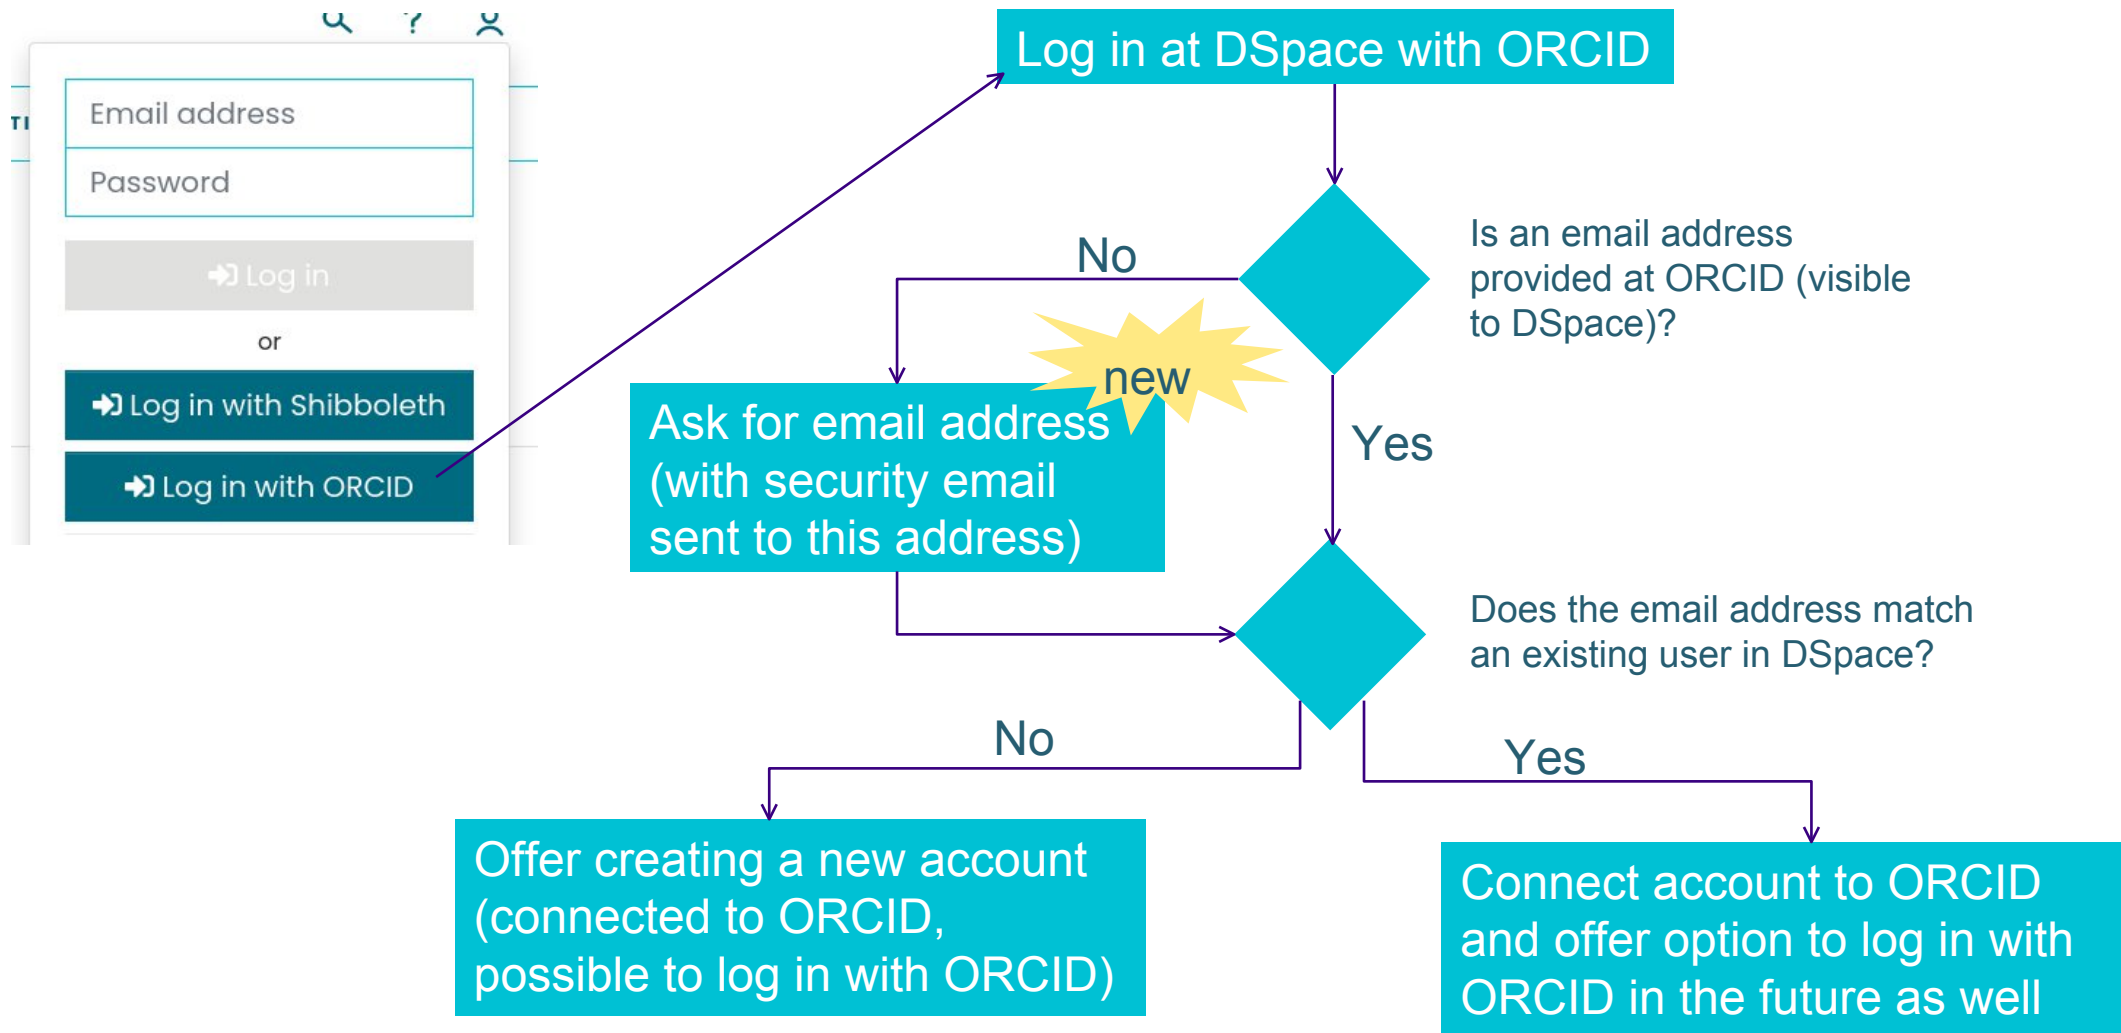 ?
TI
Email address
Password
Log in
or
Log in with Shibboleth
Log in with ORCID
Log in at DSpace with ORCID
Is an email address
provided at ORCID (visible
to DSpace)?
No
new
Ask for email address
(with security email
sent to this address)
Yes
Does the email address match
an existing user in DSpace?
No
Yes
Offer creating a new account
(connected to ORCID,
possible to log in with ORCID)
Connect account to ORCID
and offer option to log in with
ORCID in the future as well